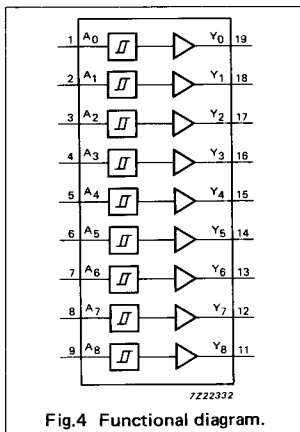 1 A0 Y0 19
2 A1 Y1 18
3 A2 Y2 17
4 A3 Y3 16
5 A4 Y4 15
6 A5 Y5 14
7 A6 Y6 13
8 A7 Y7 12
9 A8 Y8 11
7Z22332
Fig.4 Functional diagram.